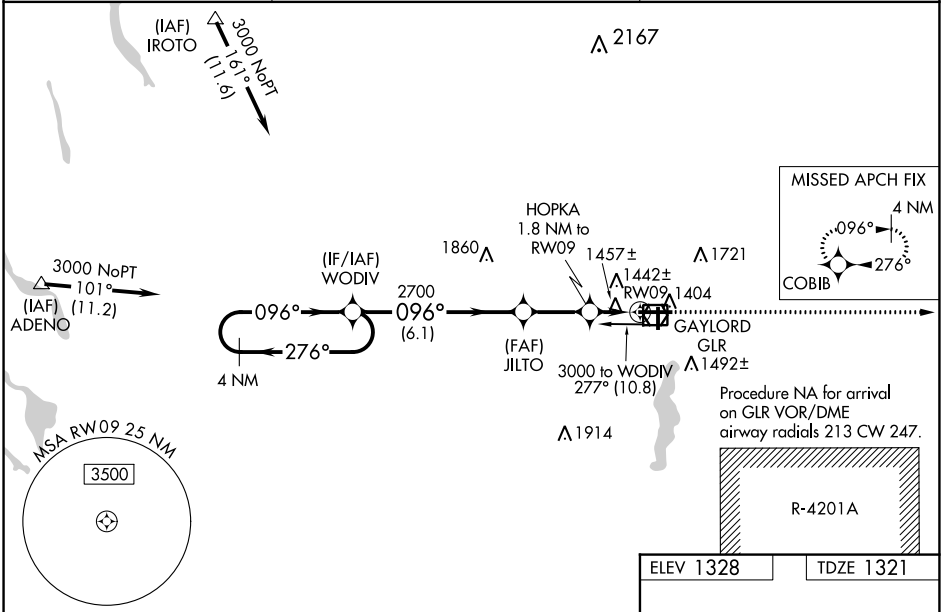 (IAF)
IROTO
3000 NoPT
161°
(11.6)
2167
MISSED APCH FIX
4 NM
096°
276°
COBIB
HOPKA
1.8 NM to
RW09
1860
1457±
1442±
1721
RW09
1404
(IF/IAF)
WODIV
3000 NoPT
101°
(11.2)
(IAF)
ADENO
096°
2700
096°
(6.1)
276°
4 NM
(FAF)
JILTO
GAYLORD
GLR
3000 to WODIV
277° (10.8)
1492±
1914
Procedure NA for arrival
on GLR VOR/DME
airway radials 213 CW 247.
MSA RW09 25 NM
3500
R-4201A
ELEV 1328
TDZE 1321